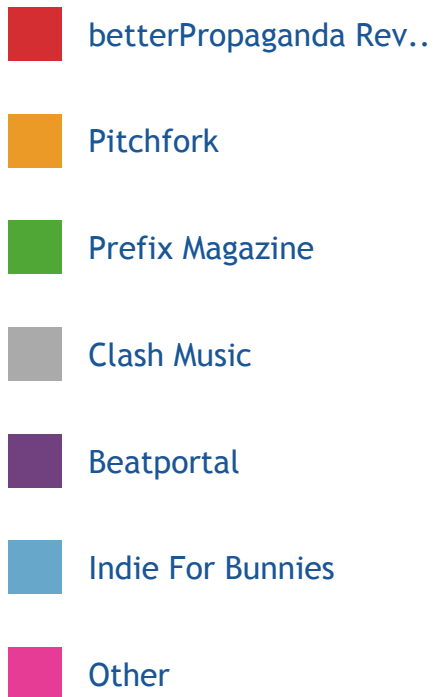 betterPropaganda Rev..
Pitchfork
Prefix Magazine
Clash Music
Beatportal
Indie For Bunnies
Other